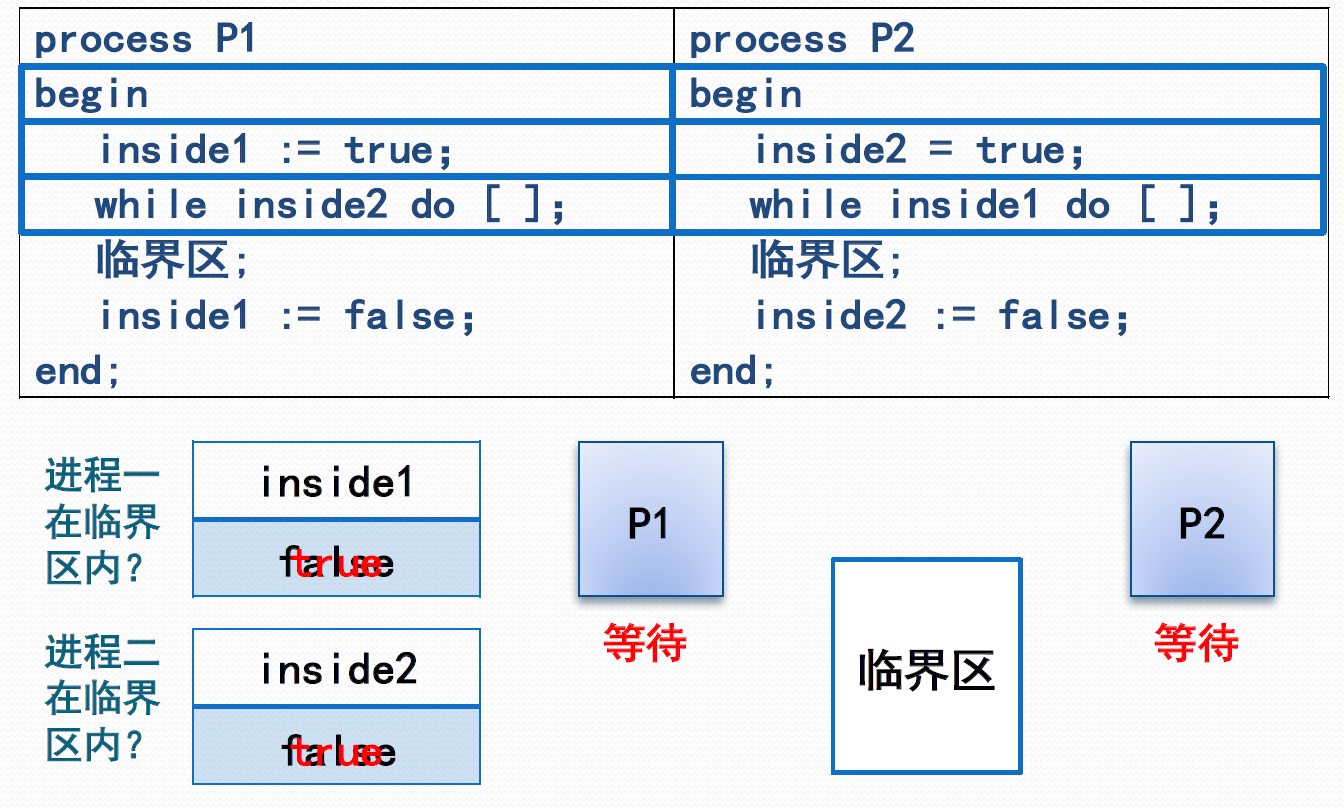 process P1
begin
inside1 := true;
while inside2 do [ ];
临界区;
inside1 := false;
end;
process P2
begin
inside2 = true;
while inside1 do [ ];
临界区;
inside2 := false;
end;
进程一
在临界
区内?
inside1
false
true
进程二
在临界
区内?
inside2
false
true
P1
等待
临界区
P2
等待